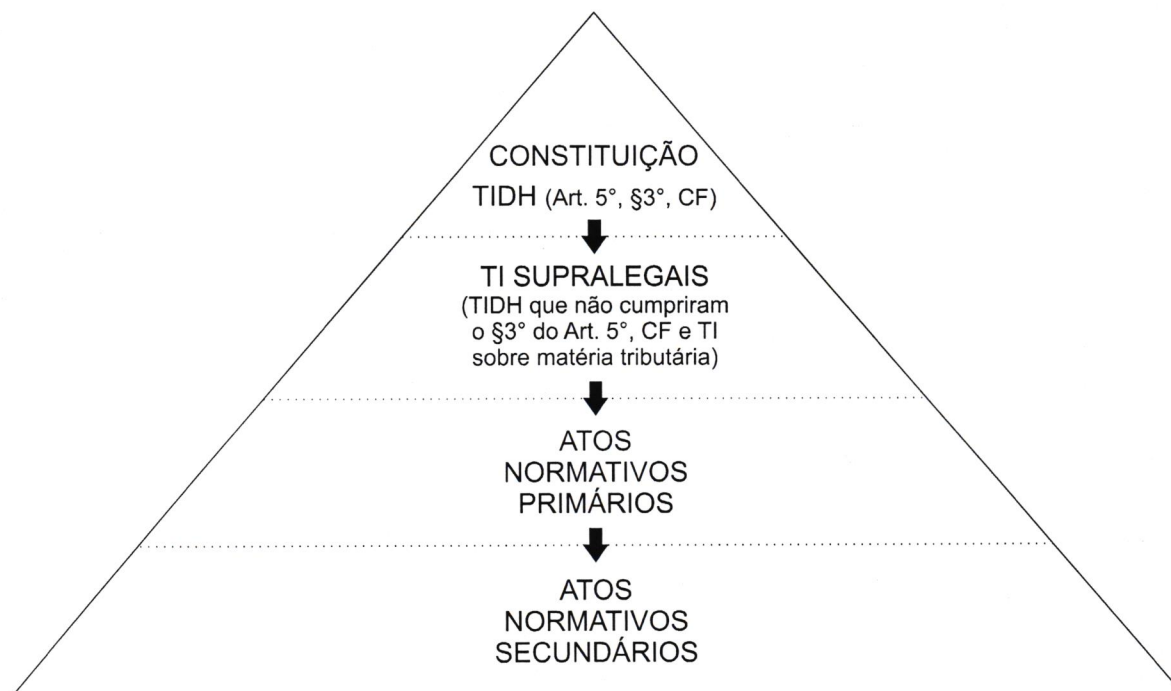 CONSTITUIÇÃO
TIDH (Art. 5°, §3°, CF)
TI SUPRALEGAIS
(TIDH que não cumpriram
o §3° do Art. 5°, CF e TI
sobre matéria tributária)
ATOS
NORMATIVOS
PRIMÁRIOS
ATOS
NORMATIVOS
SECUNDÁRIOS